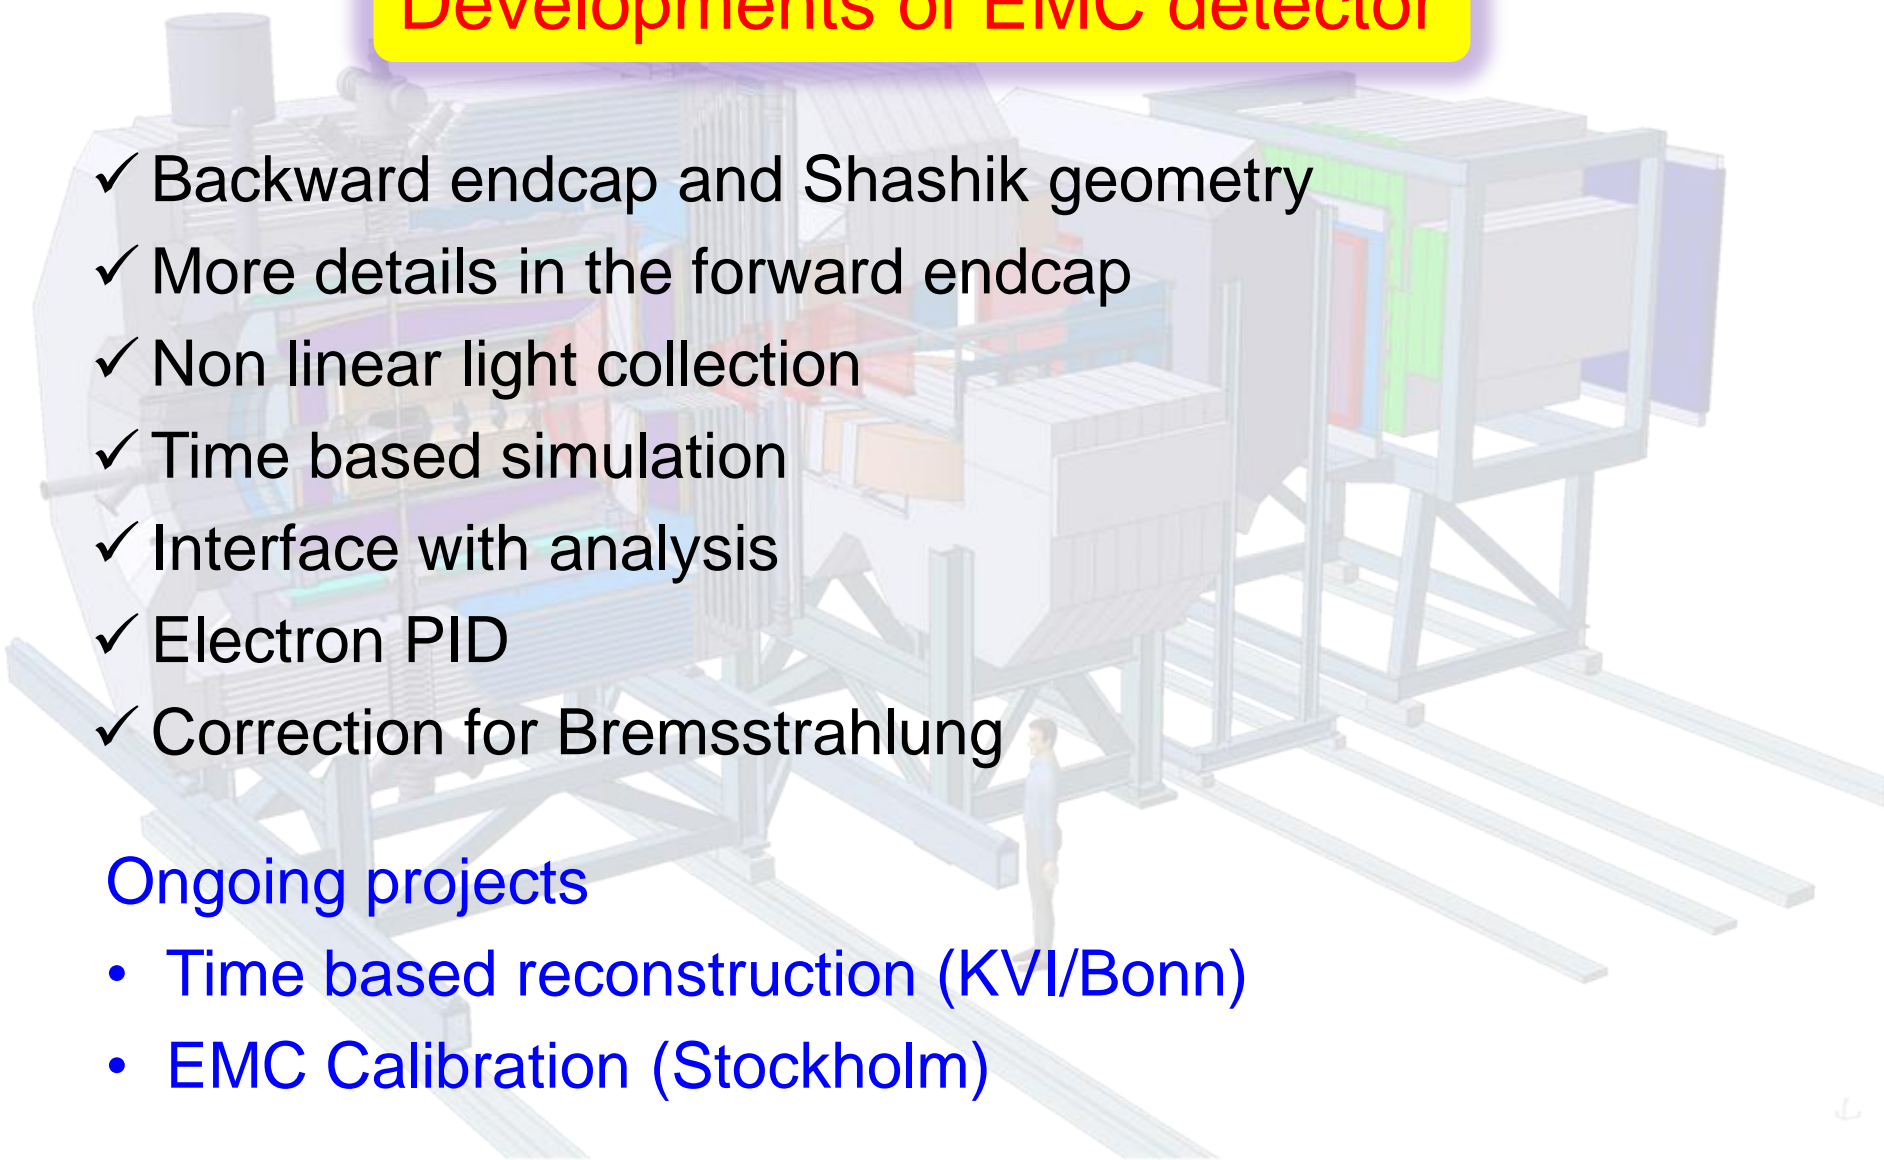 Developments of EMC detector
✓ Backward endcap and Shashik geometry
✓ More details in the forward endcap
✓ Non linear light collection
✓ Time based simulation
✓ Interface with analysis
✓ Electron PID
✓ Correction for Bremsstrahlung
Ongoing projects
• Time based reconstruction (KVI/Bonn)
• EMC Calibration (Stockholm)